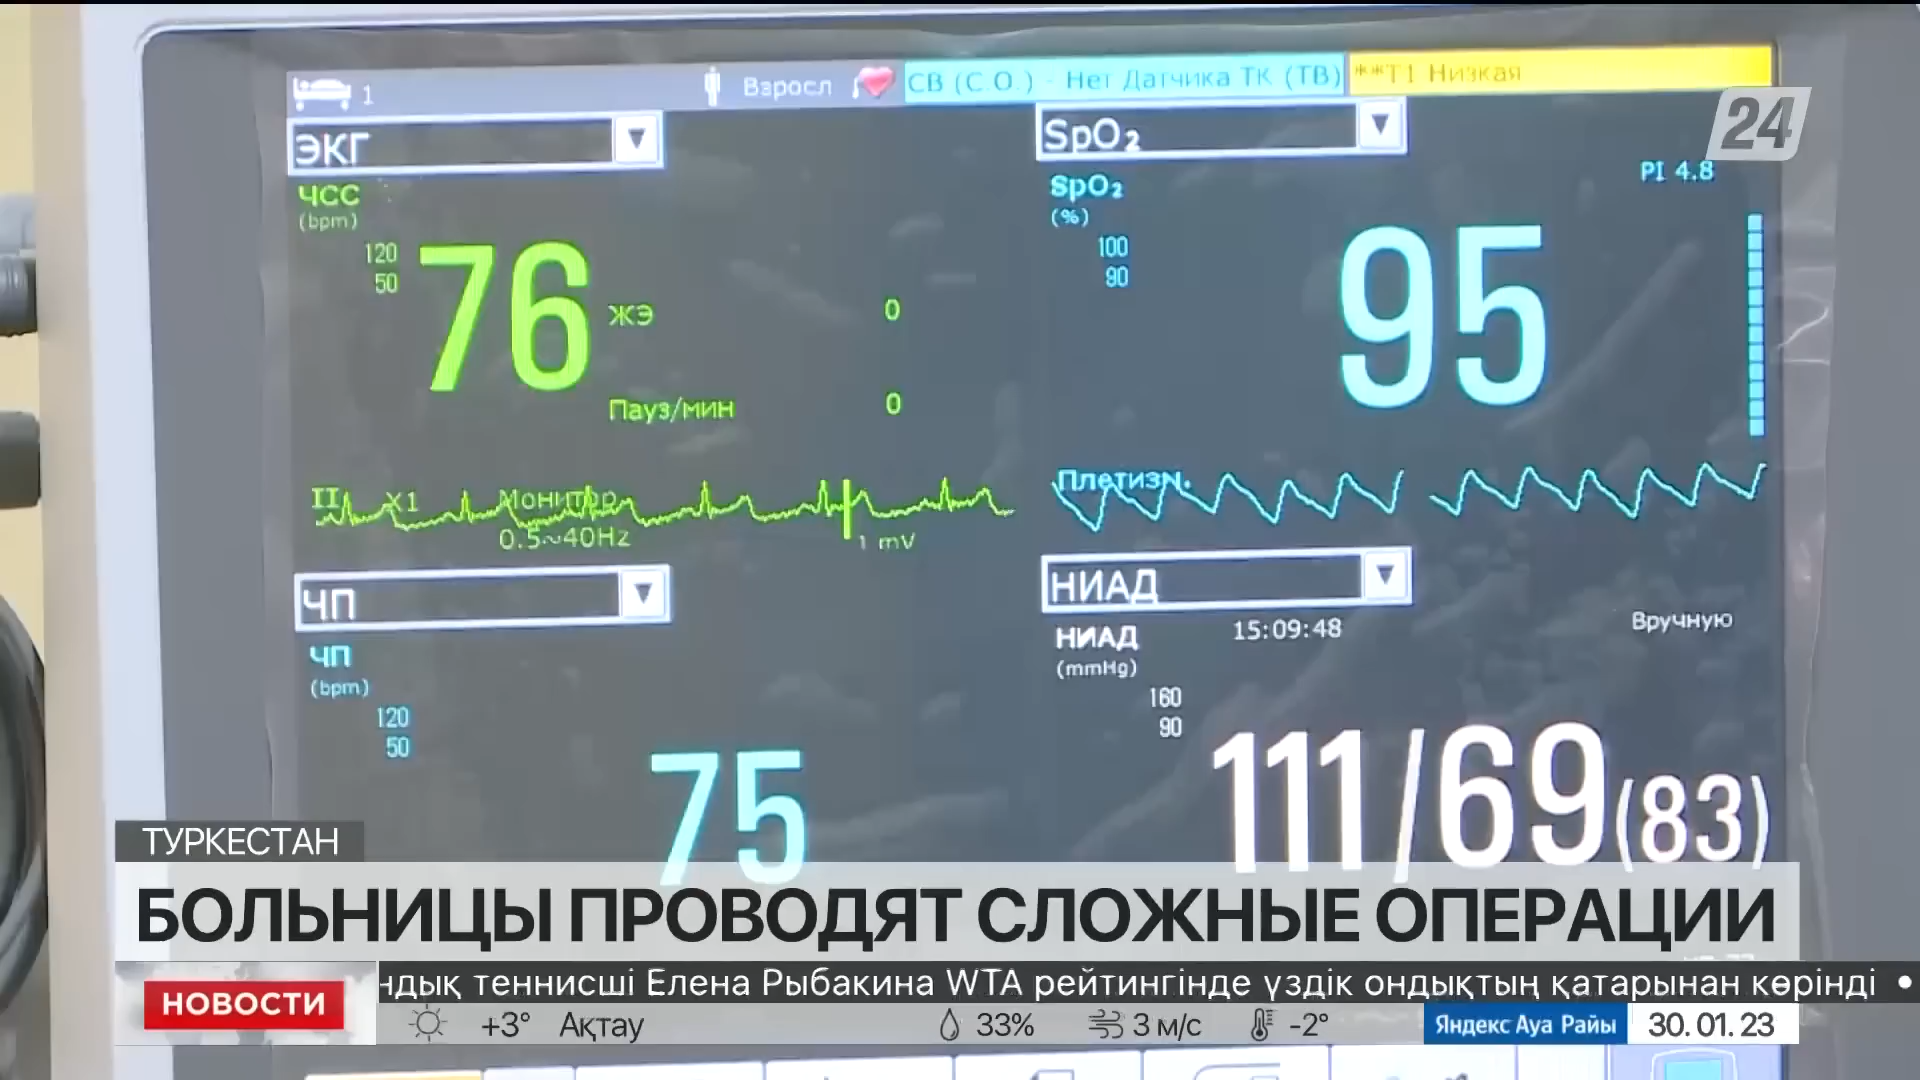 1
Взросл
СВ (С.О.) - Нет Датчика ТК (ТВ)
**Т1 Низкая
24
ЭКГ
ЧСС
(bpm)
120
50
76
ЖЭ
0
Пауз/мин
0
II
X1
Монитор
0.5~40Hz
1 mV
SpO₂
PI 4.8
SpO₂
(%)
100
90
95
Плетизм.
ЧП
ЧП
(bpm)
120
50
75
НИАД
НИАД
15:09:48
Вручную
(mmHg)
160
90
111/69(83)
ТУРКЕСТАН
БОЛЬНИЦЫ ПРОВОДЯТ СЛОЖНЫЕ ОПЕРАЦИИ
НОВОСТИ
ндық теннисші Елена Рыбакина WTA рейтингінде үздік ондықтың қатарынан көрінді •
+3° Ақтау 33% 3 м/с -2° Яндекс Ауа Райы 30.01.23